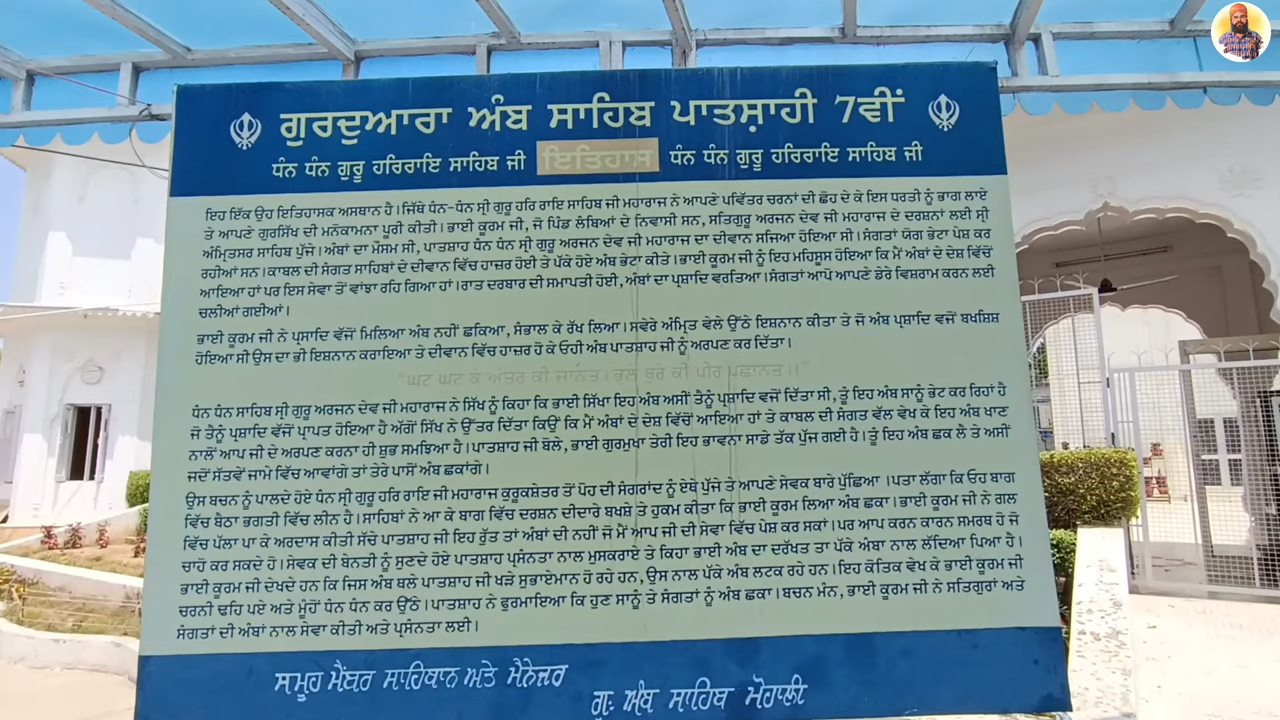 ਗੁਰਦੁਆਰਾ ਅੰਬ ਸਾਹਿਬ ਪਾਤਸ਼ਾਹੀ 7ਵੀਂ
ਧੰਨ ਧੰਨ ਗੁਰੂ ਹਰਿਰਾਇ ਸਾਹਿਬ ਜੀ ਇਤਿਹਾਸ ਧੰਨ ਧੰਨ ਗੁਰੂ ਹਰਿਰਾਇ ਸਾਹਿਬ ਜੀ
ਇਹ ਇੱਕ ਉਹ ਇਤਿਹਾਸਕ ਅਸਥਾਨ ਹੈ। ਜਿੱਥੇ ਧੰਨ-ਧੰਨ ਸ੍ਰੀ ਗੁਰੂ ਹਰਿ ਰਾਇ ਸਾਹਿਬ ਜੀ ਮਹਾਰਾਜ ਨੇ ਆਪਣੇ ਪਵਿੱਤਰ ਚਰਨਾਂ ਦੀ ਛੋਹ ਦੇ ਕੇ ਇਸ ਧਰਤੀ ਨੂੰ ਭਾਗ ਲਾਏ
ਤੇ ਆਪਣੇ ਗੁਰਸਿੱਖ ਦੀ ਮਨੋਕਾਮਨਾ ਪੂਰੀ ਕੀਤੀ। ਭਾਈ ਕੂਰਮ ਜੀ, ਜੋ ਪਿੰਡ ਲੰਬਿਆਂ ਦੇ ਨਿਵਾਸੀ ਸਨ, ਸਤਿਗੁਰੂ ਅਰਜਨ ਦੇਵ ਜੀ ਮਹਾਰਾਜ ਦੇ ਦਰਸ਼ਨਾਂ ਲਈ ਸ੍ਰੀ
ਅੰਮ੍ਰਿਤਸਰ ਸਾਹਿਬ ਪੁੱਜੇ। ਅੰਬਾਂ ਦਾ ਮੌਸਮ ਸੀ, ਪਾਤਸ਼ਾਹ ਧੰਨ ਧੰਨ ਸ੍ਰੀ ਗੁਰੂ ਅਰਜਨ ਦੇਵ ਜੀ ਮਹਾਰਾਜ ਦਾ ਦੀਵਾਨ ਸਜਿਆ ਹੋਇਆ ਸੀ। ਸੰਗਤਾਂ ਯੋਗ ਭੇਟਾ ਪੇਸ਼ ਕਰ
ਰਹੀਆਂ ਸਨ। ਕਾਬਲ ਦੀ ਸੰਗਤ ਸਾਹਿਬਾਂ ਦੇ ਦੀਵਾਨ ਵਿੱਚ ਹਾਜ਼ਰ ਹੋਈ ਤੇ ਪੱਕੇ ਹੋਏ ਅੰਬ ਭੇਟਾ ਕੀਤੇ। ਭਾਈ ਕੂਰਮ ਜੀ ਨੂੰ ਇਹ ਮਹਿਸੂਸ ਹੋਇਆ ਕਿ ਮੈਂ ਅੰਬਾਂ ਦੇ ਦੇਸ਼ ਵਿੱਚੋਂ
ਆਇਆ ਹਾਂ ਪਰ ਇਸ ਸੇਵਾ ਤੋਂ ਵਾਂਝਾ ਰਹਿ ਗਿਆ ਹਾਂ। ਰਾਤ ਦਰਬਾਰ ਦੀ ਸਮਾਪਤੀ ਹੋਈ, ਅੰਬਾਂ ਦਾ ਪ੍ਰਸ਼ਾਦਿ ਵਰਤਿਆ। ਸੰਗਤਾਂ ਆਪੋ ਆਪਣੇ ਡੇਰੇ ਵਿਸ਼ਰਾਮ ਕਰਨ ਲਈ
ਚਲੀਆਂ ਗਈਆਂ।
ਭਾਈ ਕੂਰਮ ਜੀ ਨੇ ਪ੍ਰਸਾਦਿ ਵੱਜੋਂ ਮਿਲਿਆ ਅੰਬ ਨਹੀਂ ਛਕਿਆ, ਸੰਭਾਲ ਕੇ ਰੱਖ ਲਿਆ। ਸਵੇਰੇ ਅੰਮ੍ਰਿਤ ਵੇਲੇ ਉੱਠੇ ਇਸ਼ਨਾਨ ਕੀਤਾ ਤੇ ਜੋ ਅੰਬ ਪ੍ਰਸ਼ਾਦਿ ਵਜੋਂ ਬਖਸ਼ਿਸ਼
ਹੋਇਆ ਸੀ ਉਸ ਦਾ ਭੀ ਇਸ਼ਨਾਨ ਕਰਾਇਆ ਤੇ ਦੀਵਾਨ ਵਿੱਚ ਹਾਜ਼ਰ ਹੋ ਕੇ ਓਹੀ ਅੰਬ ਪਾਤਸ਼ਾਹ ਜੀ ਨੂੰ ਅਰਪਣ ਕਰ ਦਿੱਤਾ।
"ਘਟ ਘਟ ਕੇ ਅੰਤਰ ਕੀ ਜਾਨਤ। ਭਲੇ ਬੁਰੇ ਕੀ ਪੀਰ ਪਛਾਨਤ।।"
ਧੰਨ ਧੰਨ ਸਾਹਿਬ ਸ੍ਰੀ ਗੁਰੂ ਅਰਜਨ ਦੇਵ ਜੀ ਮਹਾਰਾਜ ਨੇ ਸਿੱਖ ਨੂੰ ਕਿਹਾ ਕਿ ਭਾਈ ਸਿੱਖਾ ਇਹ ਅੰਬ ਅਸੀਂ ਤੈਨੂੰ ਪ੍ਰਸ਼ਾਦਿ ਵਜੋਂ ਦਿੱਤਾ ਸੀ, ਤੂੰ ਇਹ ਅੰਬ ਸਾਨੂੰ ਭੇਟ ਕਰ ਰਿਹਾਂ ਹੈ
ਜੋ ਤੈਨੂੰ ਪ੍ਰਸ਼ਾਦਿ ਵੱਜੋਂ ਪ੍ਰਾਪਤ ਹੋਇਆ ਹੈ ਅੱਗੋਂ ਸਿੱਖ ਨੇ ਉੱਤਰ ਦਿੱਤਾ ਕਿਉਂ ਕਿ ਮੈਂ ਅੰਬਾਂ ਦੇ ਦੇਸ਼ ਵਿੱਚੋਂ ਆਇਆ ਹਾਂ ਤੇ ਕਾਬਲ ਦੀ ਸੰਗਤ ਵੱਲ ਵੇਖ ਕੇ ਇਹ ਅੰਬ ਖਾਣ
ਨਾਲੋਂ ਆਪ ਜੀ ਦੇ ਅਰਪਣ ਕਰਨਾ ਹੀ ਸ਼ੁਭ ਸਮਝਿਆ ਹੈ। ਪਾਤਸ਼ਾਹ ਜੀ ਬੋਲੇ, ਭਾਈ ਗੁਰਮੁਖਾ ਤੇਰੀ ਇਹ ਭਾਵਨਾ ਸਾਡੇ ਤੱਕ ਪੁੱਜ ਗਈ ਹੈ। ਤੂੰ ਇਹ ਅੰਬ ਛਕ ਲੈ ਤੇ ਅਸੀਂ
ਜਦੋਂ ਸੱਤਵੇਂ ਜਾਮੇ ਵਿੱਚ ਆਵਾਂਗੇ ਤਾਂ ਤੇਰੇ ਪਾਸੋਂ ਅੰਬ ਛਕਾਂਗੇ।
ਉਸ ਬਚਨ ਨੂੰ ਪਾਲਦੇ ਹੋਏ ਧੰਨ ਸ੍ਰੀ ਗੁਰੂ ਹਰਿ ਰਾਇ ਜੀ ਮਹਾਰਾਜ ਕੁਰੂਕਸ਼ੇਤਰ ਤੋਂ ਪੋਹ ਦੀ ਸੰਗਰਾਂਦ ਨੂੰ ਏਥੇ ਪੁੱਜੇ ਤੇ ਆਪਣੇ ਸੇਵਕ ਬਾਰੇ ਪੁੱਛਿਆ । ਪਤਾ ਲੱਗਾ ਕਿ ਓਹ ਬਾਗ
ਵਿੱਚ ਬੈਠਾ ਭਗਤੀ ਵਿੱਚ ਲੀਨ ਹੈ। ਸਾਹਿਬਾਂ ਨੇ ਆ ਕੇ ਬਾਗ ਵਿੱਚ ਦਰਸ਼ਨ ਦੀਦਾਰੇ ਬਖਸ਼ੇ ਤੇ ਹੁਕਮ ਕੀਤਾ ਕਿ ਭਾਈ ਕੂਰਮ ਲਿਆ ਅੰਬ ਛਕਾ। ਭਾਈ ਕੂਰਮ ਜੀ ਨੇ ਗਲ
ਵਿੱਚ ਪੱਲਾ ਪਾ ਕੇ ਅਰਦਾਸ ਕੀਤੀ ਸੱਚੇ ਪਾਤਸ਼ਾਹ ਜੀ ਇਹ ਰੁੱਤ ਤਾਂ ਅੰਬਾਂ ਦੀ ਨਹੀਂ ਜੋ ਮੈਂ ਆਪ ਜੀ ਦੀ ਸੇਵਾ ਵਿੱਚ ਪੇਸ਼ ਕਰ ਸਕਾਂ। ਪਰ ਆਪ ਕਰਨ ਕਾਰਨ ਸਮਰਥ ਹੋ ਜੋ
ਚਾਹੋ ਕਰ ਸਕਦੇ ਹੋ। ਸੇਵਕ ਦੀ ਬੇਨਤੀ ਨੂੰ ਸੁਣਦੇ ਹੋਏ ਪਾਤਸ਼ਾਹ ਪ੍ਰਸੰਨਤਾ ਨਾਲ ਮੁਸਕਰਾਏ ਤੇ ਕਿਹਾ ਭਾਈ ਅੰਬ ਦਾ ਦਰੱਖਤ ਤਾ ਪੱਕੇ ਅੰਬਾ ਨਾਲ ਲੱਦਿਆ ਪਿਆ ਹੈ।
ਭਾਈ ਕੂਰਮ ਜੀ ਦੇਖਦੇ ਹਨ ਕਿ ਜਿਸ ਅੰਬ ਥਲੇ ਪਾਤਸ਼ਾਹ ਜੀ ਖੜੇ ਸੁਭਾਏਮਾਨ ਹੋ ਰਹੇ ਹਨ, ਉਸ ਨਾਲ ਪੱਕੇ ਅੰਬ ਲਟਕ ਰਹੇ ਹਨ। ਇਹ ਕੌਤਿਕ ਵੇਖ ਕੇ ਭਾਈ ਕੂਰਮ ਜੀ
ਚਰਨੀ ਢਹਿ ਪਏ ਅਤੇ ਮੂੰਹੋਂ ਧੰਨ ਧੰਨ ਕਰ ਉੱਠੇ। ਪਾਤਸ਼ਾਹ ਨੇ ਫੁਰਮਾਇਆ ਕਿ ਹੁਣ ਸਾਨੂੰ ਤੇ ਸੰਗਤਾਂ ਨੂੰ ਅੰਬ ਛਕਾ। ਬਚਨ ਮੰਨ, ਭਾਈ ਕੂਰਮ ਜੀ ਨੇ ਸਤਿਗੁਰਾਂ ਅਤੇ
ਸੰਗਤਾਂ ਦੀ ਅੰਬਾਂ ਨਾਲ ਸੇਵਾ ਕੀਤੀ ਅਤੇ ਪ੍ਰਸੰਨਤਾ ਲਈ।
ਸਮੂਹ ਮੈਂਬਰ ਸਾਹਿਬਾਨ ਅਤੇ ਮੈਨੇਜਰ
ਗੁ: ਅੰਬ ਸਾਹਿਬ ਮੋਹਾਲੀ